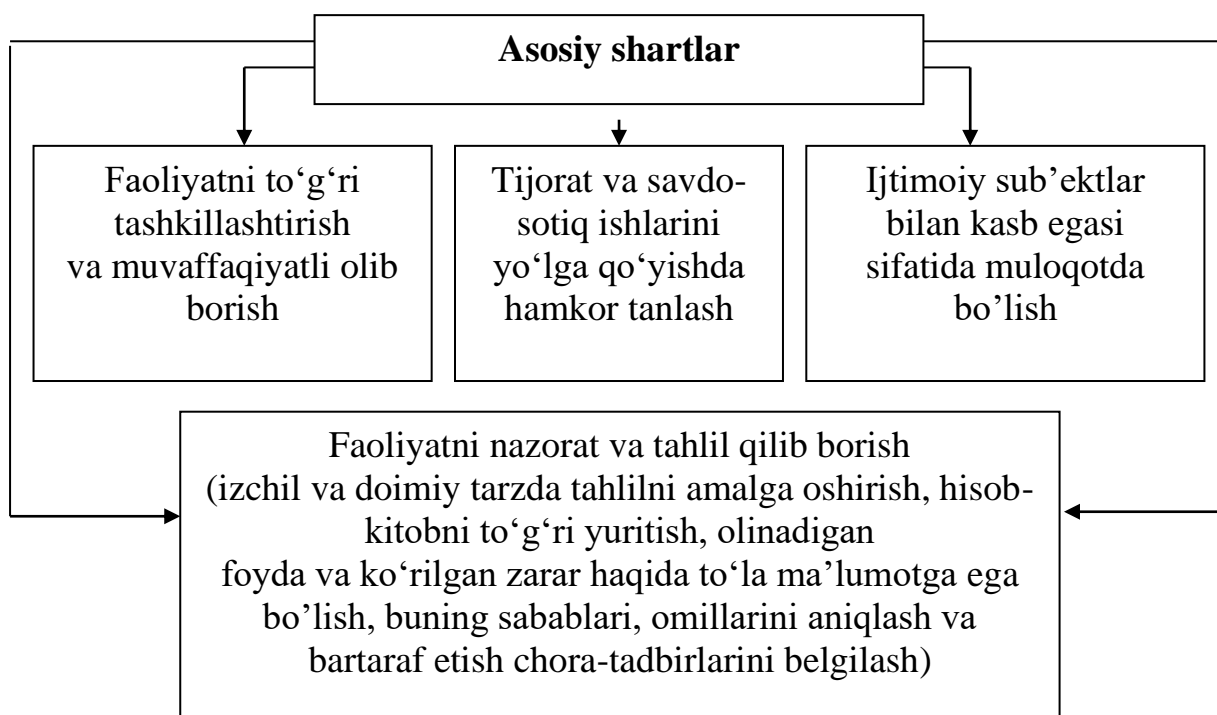 Asosiy shartlar
Faoliyatni to‘g‘ri
tashkillashtirish
va muvaffaqiyatli olib
borish
Tijorat va savdo-
sotiq ishlarini
yo‘lga qo‘yishda
hamkor tanlash
Ijtimoiy sub’ektlar
bilan kasb egasi
sifatida muloqotda
bo’lish
Faoliyatni nazorat va tahlil qilib borish
(izchil va doimiy tarzda tahlilni amalga oshirish, hisob-
kitobni to‘g‘ri yuritish, olinadigan
foyda va ko‘rilgan zarar haqida to‘la ma’lumotga ega
bo’lish, buning sabablari, omillarini aniqlash va
bartaraf etish chora-tadbirlarini belgilash)